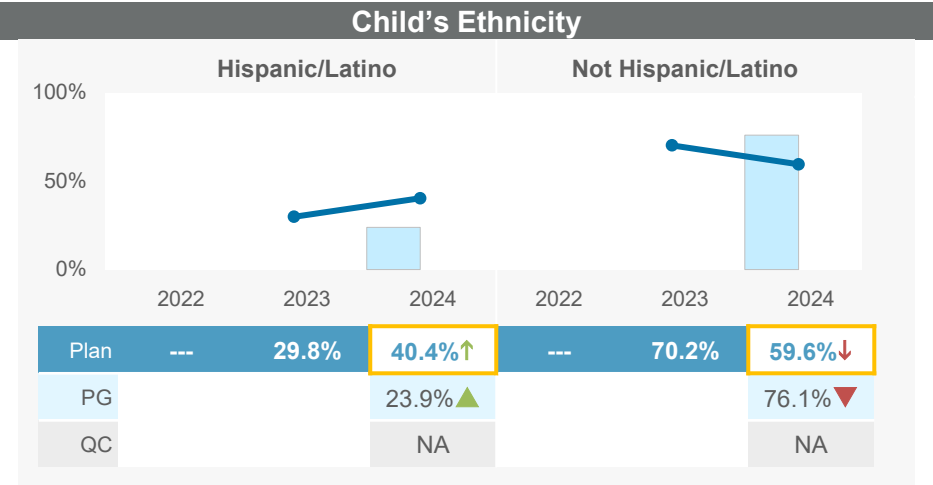 Child’s Ethnicity
Hispanic/Latino Not Hispanic/Latino
100%
50%
0%
2022 2023 2024 2022 2023 2024
Plan --- 29.8% 40.4%↑ --- 70.2% 59.6%↓
PG 23.9%▲ 76.1%▼
QC NA NA